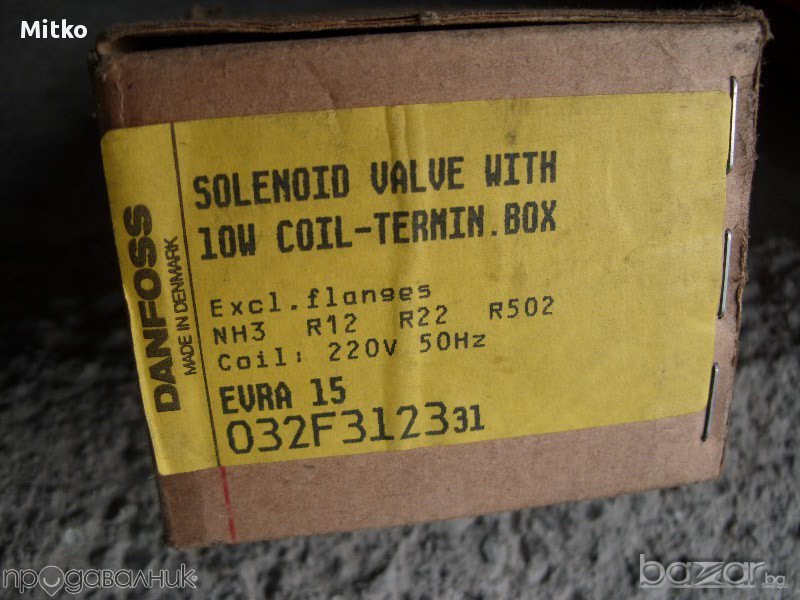 Mitko
DANFOSS
MADE IN DENMARK
SOLENOID VALVE WITH
10W COIL-TERMIN.BOX
Excl.flanges
NH3 R12 R22 R502
Coil: 220V 50Hz
EVRA 15
032F312331
продавалник
bazar.bg